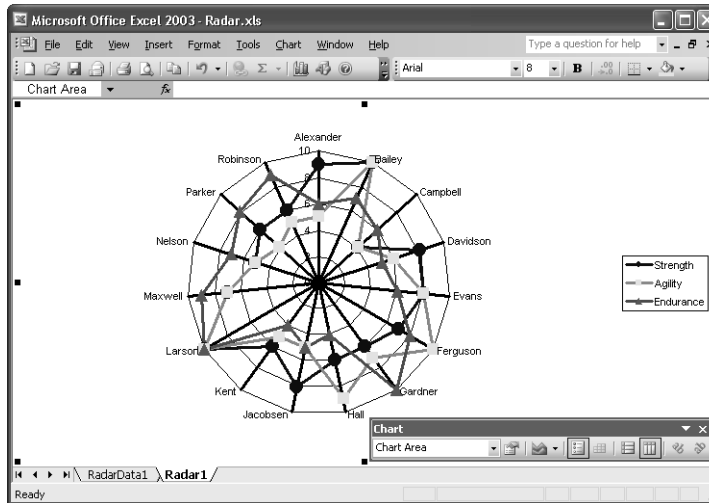 Microsoft Office Excel 2003 - Radar.xls
File Edit View Insert Format Tools Chart Window Help Type a question for help
Arial 8 B
Chart Area fx
Alexander
Robinson 10 Bailey
8
Parker 6 Campbell
4
Nelson Davidson
2
Maxwell Evans
Larson Ferguson
Kent Gardner
Jacobsen Hall
Strength
Agility
Endurance
Chart
Chart Area
RadarData1 Radar1
Ready